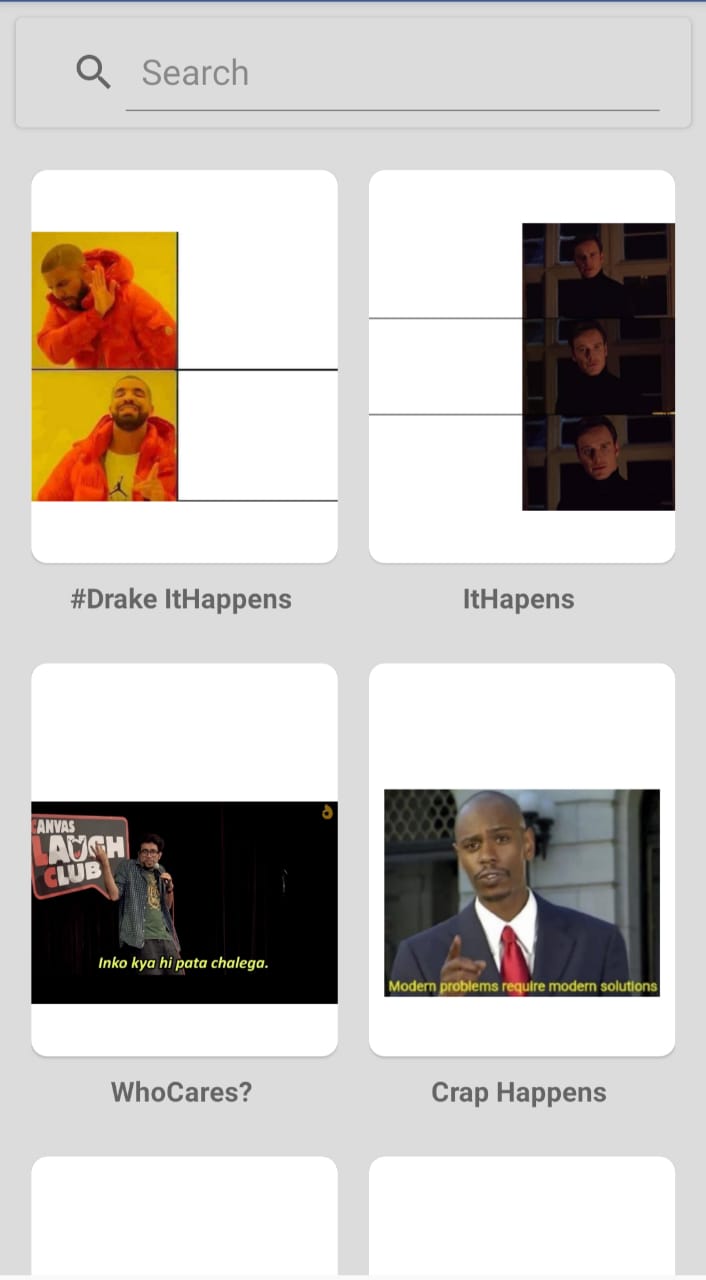 Search
#Drake ItHappens
ItHapens
CANVAS
LAUGH
CLUB
Inko kya hi pata chalega.
WhoCares?
Modern problems require modern solutions
Crap Happens